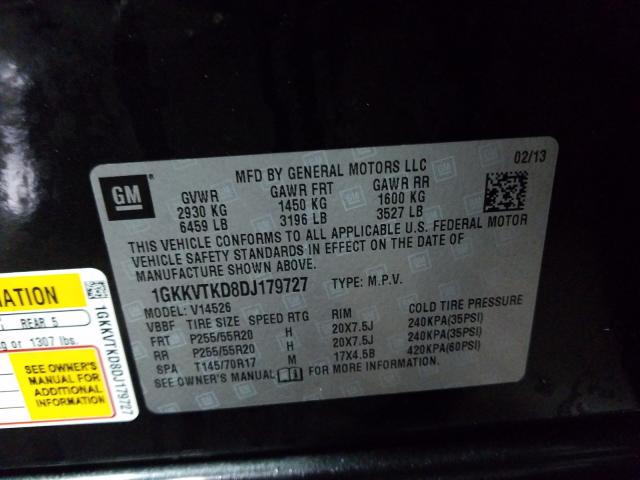 MFD BY GENERAL MOTORS LLC
02/13
GM
GVWR GAWR FRT GAWR RR
2930 KG 1450 KG 1600 KG
6459 LB 3196 LB 3527 LB
THIS VEHICLE CONFORMS TO ALL APPLICABLE U.S. FEDERAL MOTOR
VEHICLE SAFETY STANDARDS IN EFFECT ON THE DATE OF
MANUFACTURE SHOWN ABOVE.
1GKKVTKD8DJ179727 TYPE: M.P.V.
MODEL: V14526
VBBF TIRE SIZE SPEED RTG RIM COLD TIRE PRESSURE
FRT P255/55R20 H 20X7.5J 240KPA(35PSI)
RR P255/55R20 H 20X7.5J 240KPA(35PSI)
SPA T145/70R17 M 17X4.5B 420KPA(60PSI)
SEE OWNER'S MANUAL FOR MORE INFORMATION.
MATION
REAR 5
or 1307 lbs.
SEE OWNER'S
MANUAL FOR
ADDITIONAL
INFORMATION
1GKKVTKD8DJ179727